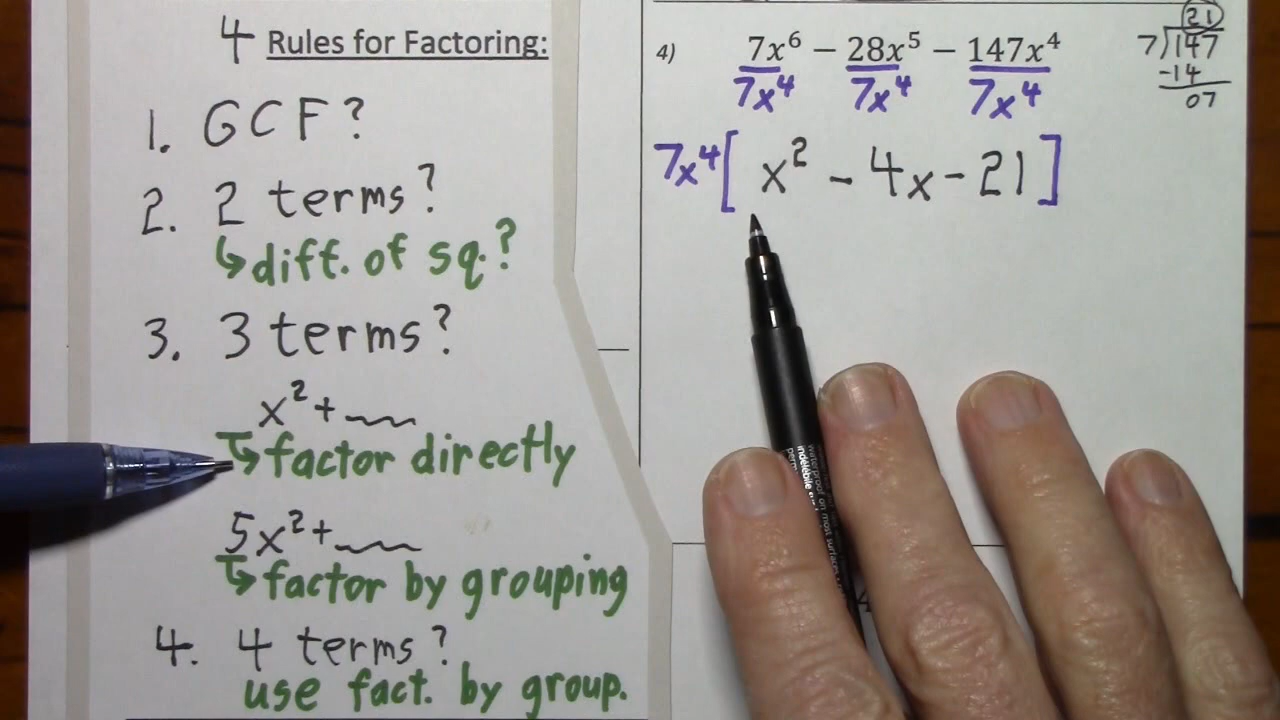 4 Rules for Factoring:
1. GCF?
2. 2 terms?
↳ diff. of sq.?
3. 3 terms?
x²+
↳ factor directly
5x²+
↳ factor by grouping
4. 4 terms?
use fact. by group.
4) 7x⁶ − 28x⁵ − 147x⁴
7x⁴ 7x⁴ 7x⁴
7x⁴[ x² - 4x - 21 ]
21
7)147
-14
07